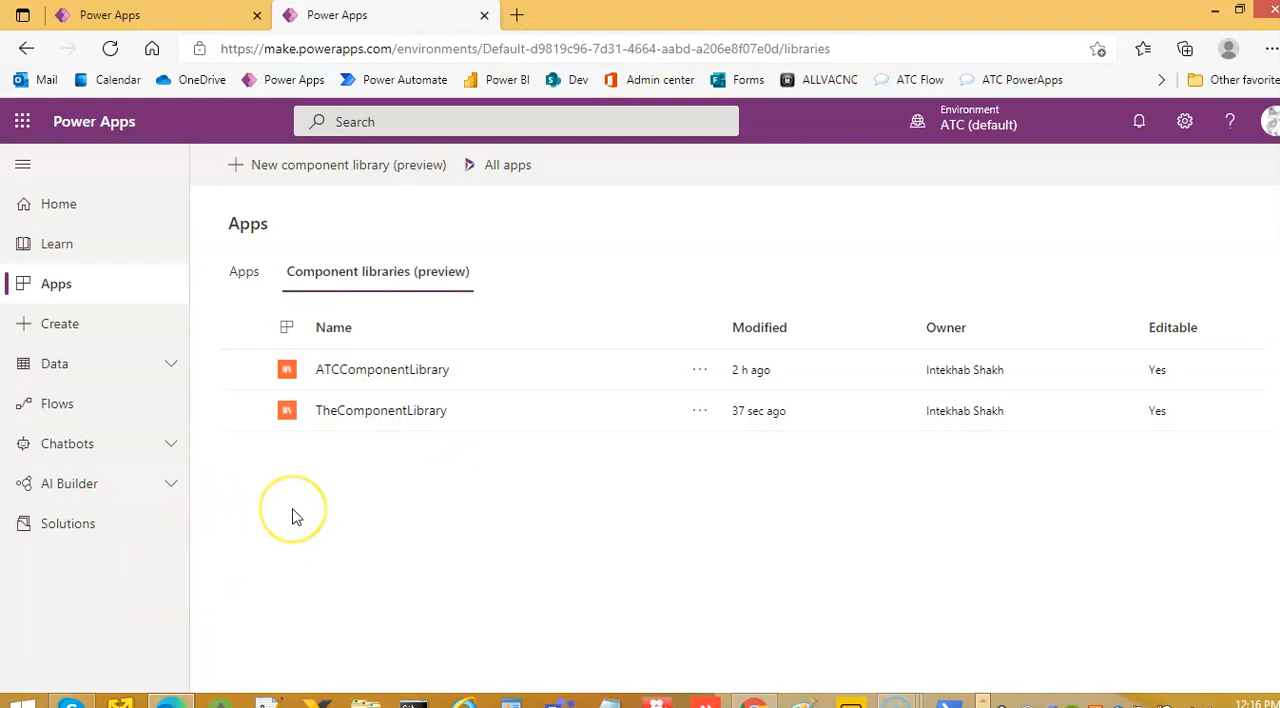 Power Apps
Power Apps
https://make.powerapps.com/environments/Default-d9819c96-7d31-4664-aabd-a206e8f07e0d/libraries
Mail Calendar OneDrive Power Apps Power Automate Power BI Dev Admin center Forms ALLVACNC ATC Flow ATC PowerApps Other favorite
Power Apps
Search
Environment
ATC (default)
New component library (preview) All apps
Home
Learn
Apps
Create
Data
Flows
Chatbots
AI Builder
Solutions
Apps
Apps Component libraries (preview)
Name Modified Owner Editable
ATCComponentLibrary ... 2 h ago Intekhab Shakh Yes
TheComponentLibrary ... 37 sec ago Intekhab Shakh Yes
12:16 PM